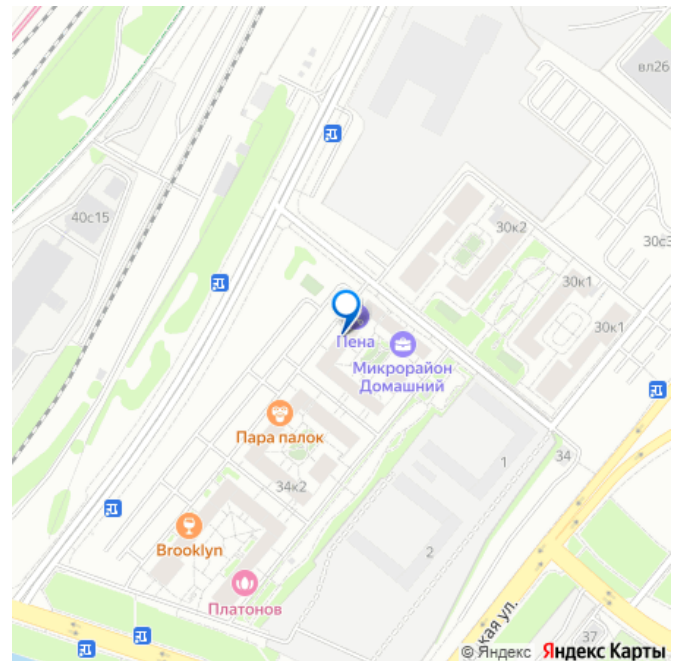 вл26
40с15
30к2
30с3
30к1
30к1
Пена
Микрорайон
Домашний
Пара палок
34
1
34к2
Brooklyn
2
Платонов
кая ул.
37
© Яндекс Яндекс Карты